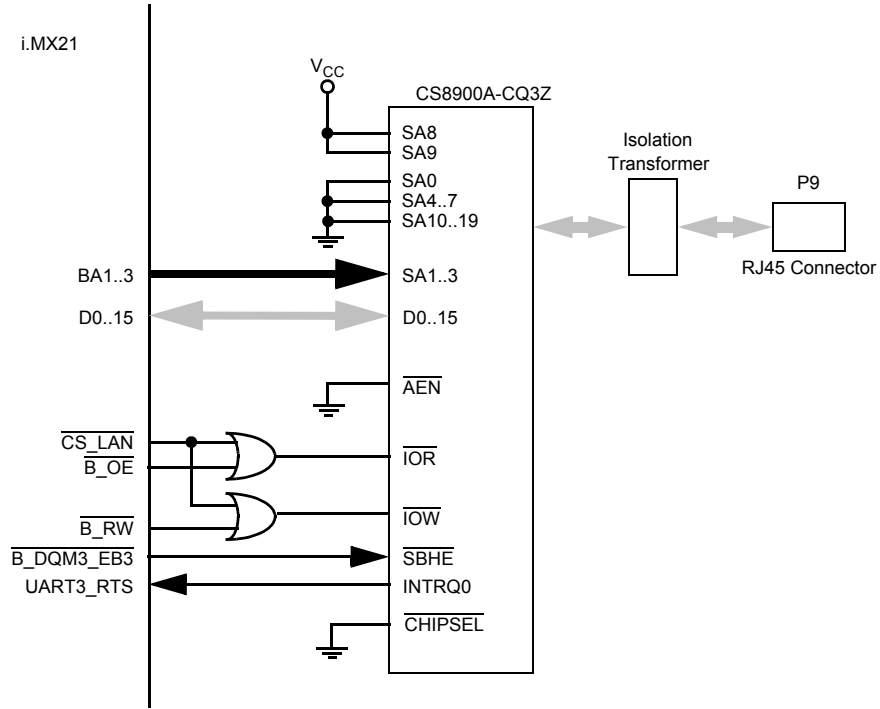 i.MX21
VCC
CS8900A-CQ3Z
SA8
SA9
SA0
SA4..7
SA10..19
Isolation
Transformer
P9
RJ45 Connector
BA1..3
SA1..3
D0..15
D0..15
AEN
CS_LAN
B_OE
IOR
B_RW
IOW
B_DQM3_EB3
SBHE
UART3_RTS
INTRQ0
CHIPSEL